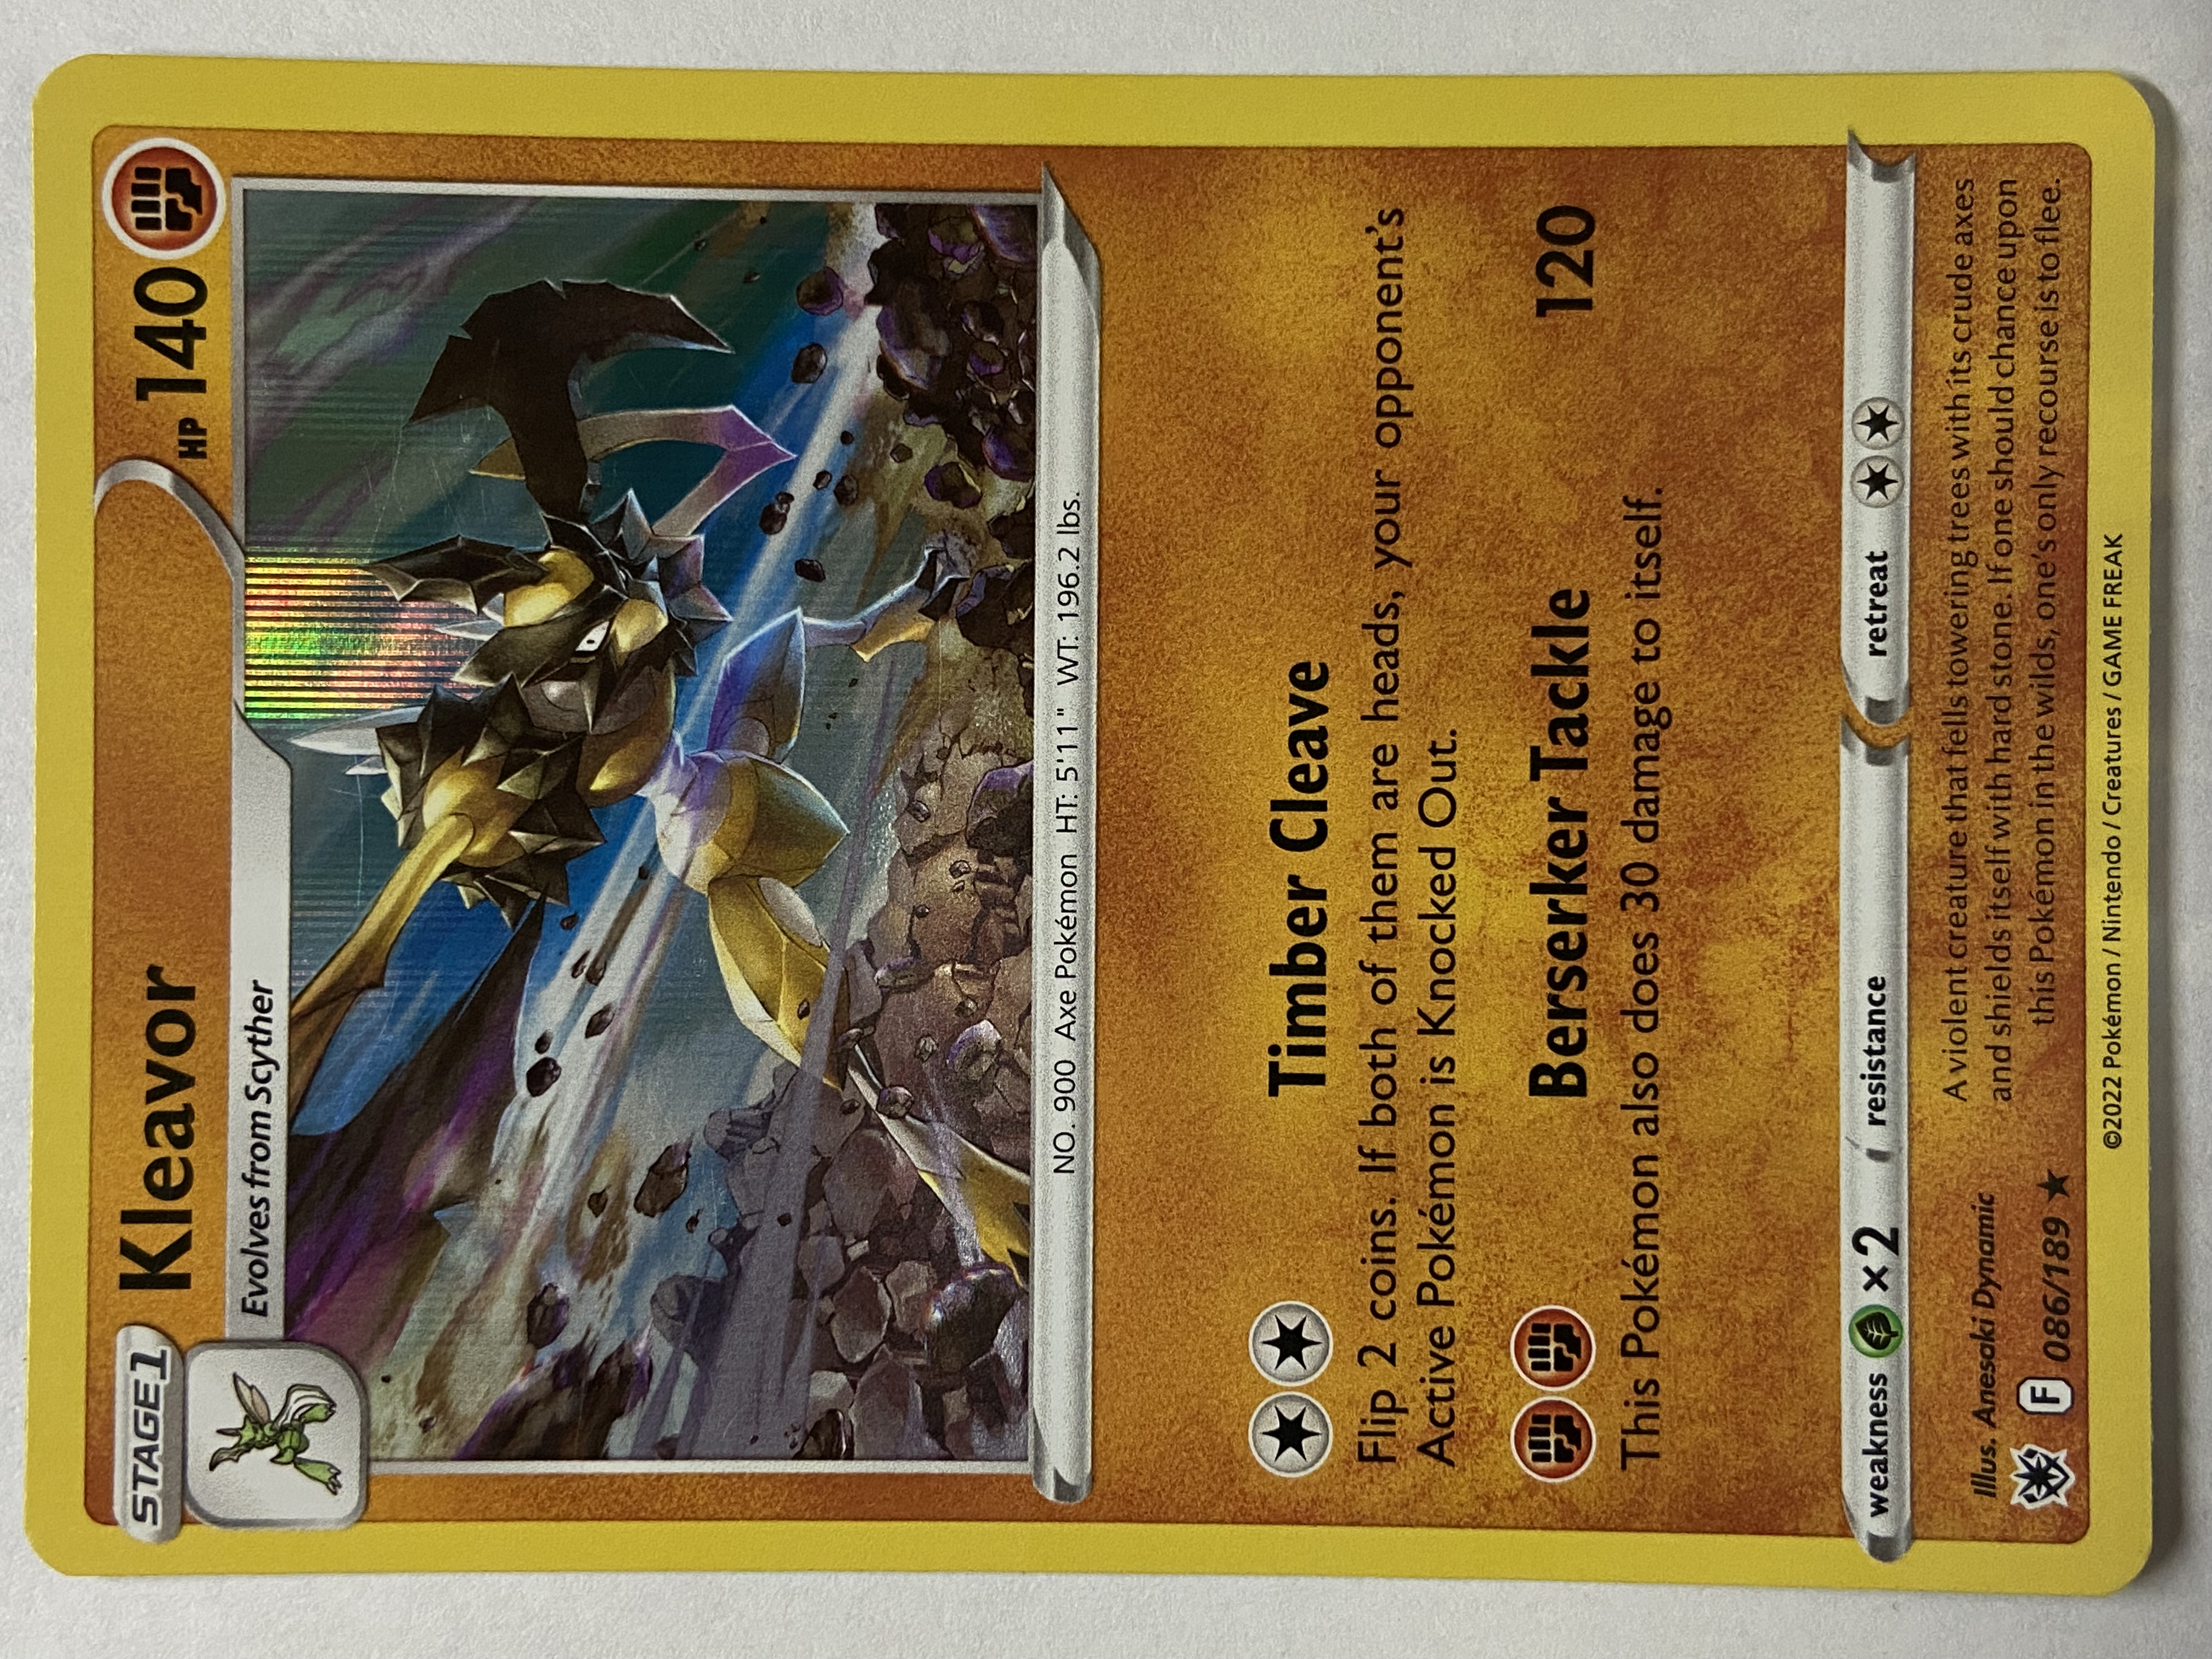 STAGE1
Kleavor
HP 140
Evolves from Scyther
NO. 900 Axe Pokémon HT: 5'11" WT: 196.2 lbs.
Timber Cleave
Flip 2 coins. If both of them are heads, your opponent's
Active Pokémon is Knocked Out.
Berserker Tackle 120
This Pokémon also does 30 damage to itself.
weakness ×2 resistance retreat
Illus. Anesaki Dynamic
F 086/189 ★
A violent creature that fells towering trees with its crude axes
and shields itself with hard stone. If one should chance upon
this Pokémon in the wilds, one's only recourse is to flee.
©2022 Pokémon / Nintendo / Creatures / GAME FREAK